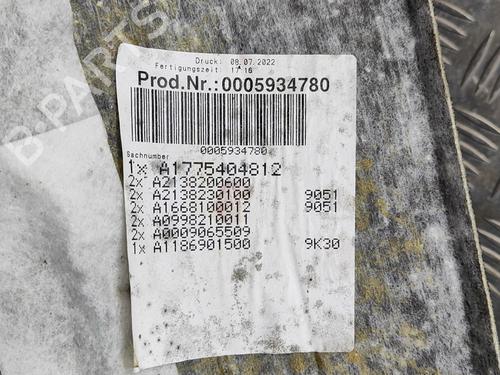 Druck: 08.07.2022
Fertigungszeit: 17:16
Prod.Nr.:0005934780
0005934780
Sachnumber
1x A1775404812
2x A2138200600
2x A2138230100 9051
2x A1668100012 9051
2x A0998210011
2x A0009065509
1x A1186901500 9K30
B-Parts